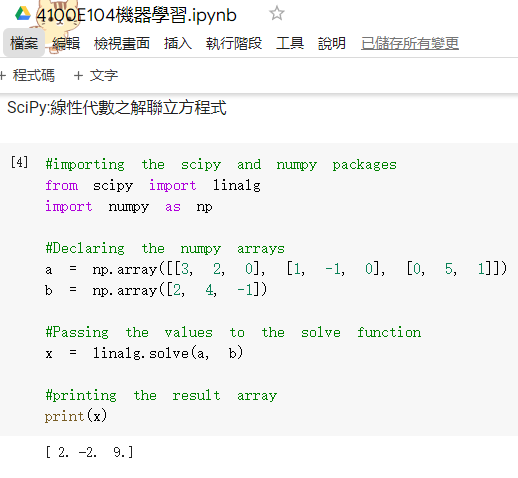 4100E104機器學習.ipynb
檔案 編輯 檢視畫面 插入 執行階段 工具 說明 已儲存所有變更
+ 程式碼 + 文字
SciPy:線性代數之解聯立方程式
[4] #importing the scipy and numpy packages
from scipy import linalg
import numpy as np
#Declaring the numpy arrays
a = np.array([[3, 2, 0], [1, -1, 0], [0, 5, 1]])
b = np.array([2, 4, -1])
#Passing the values to the solve function
x = linalg.solve(a, b)
#printing the result array
print(x)
[ 2. -2. 9.]